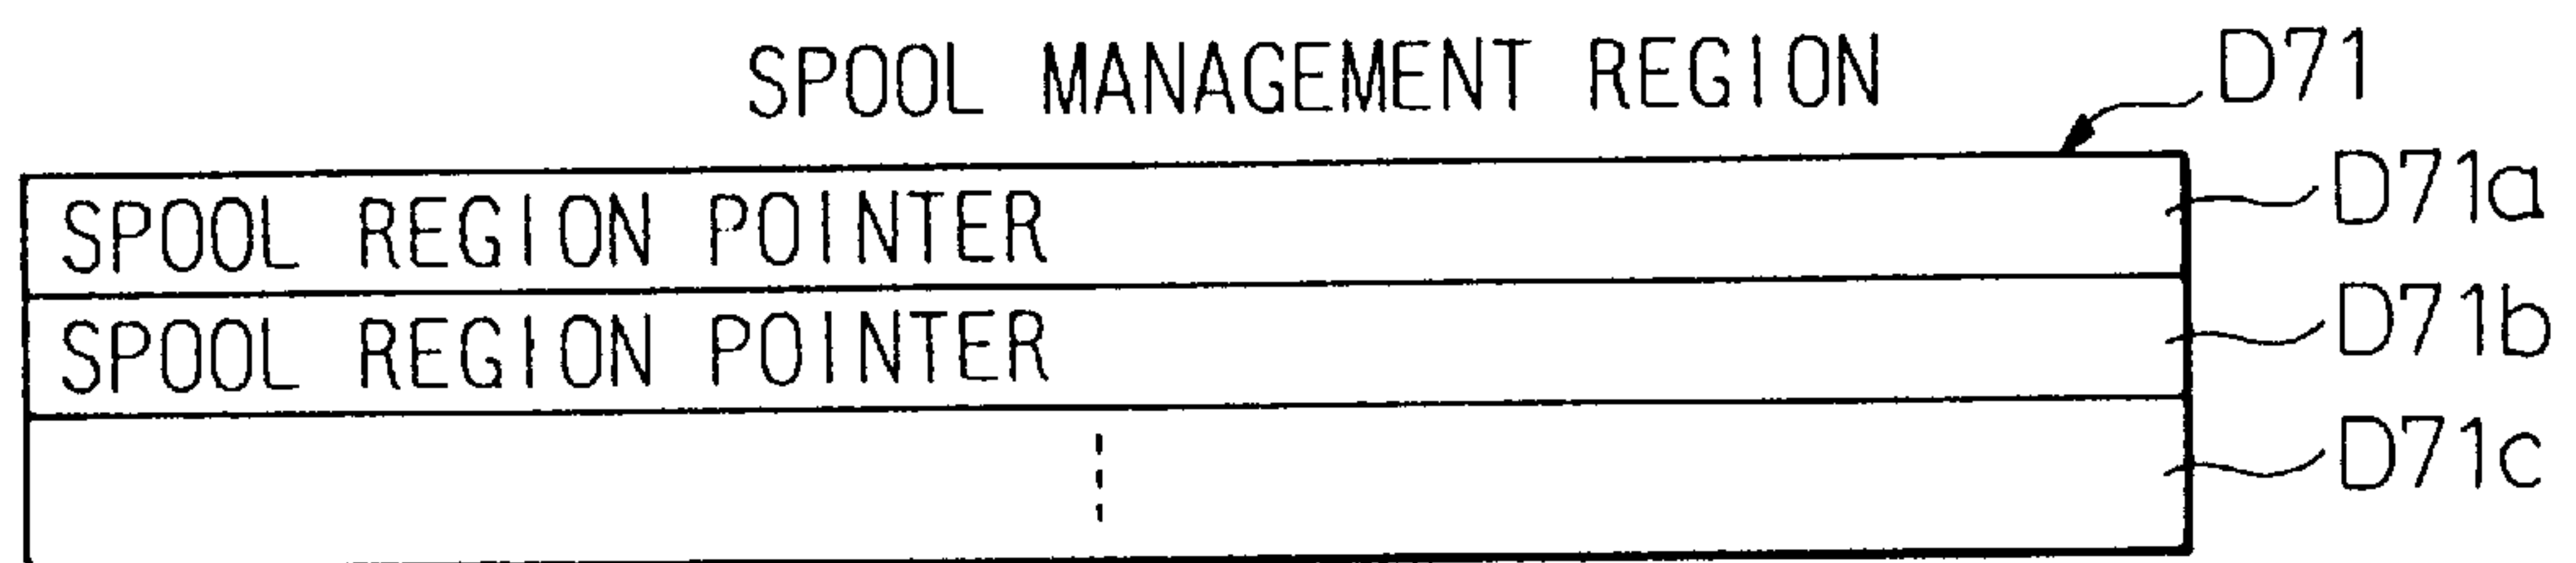 SPOOL MANAGEMENT REGION
D71
SPOOL REGION POINTER
D71a
SPOOL REGION POINTER
D71b
D71c